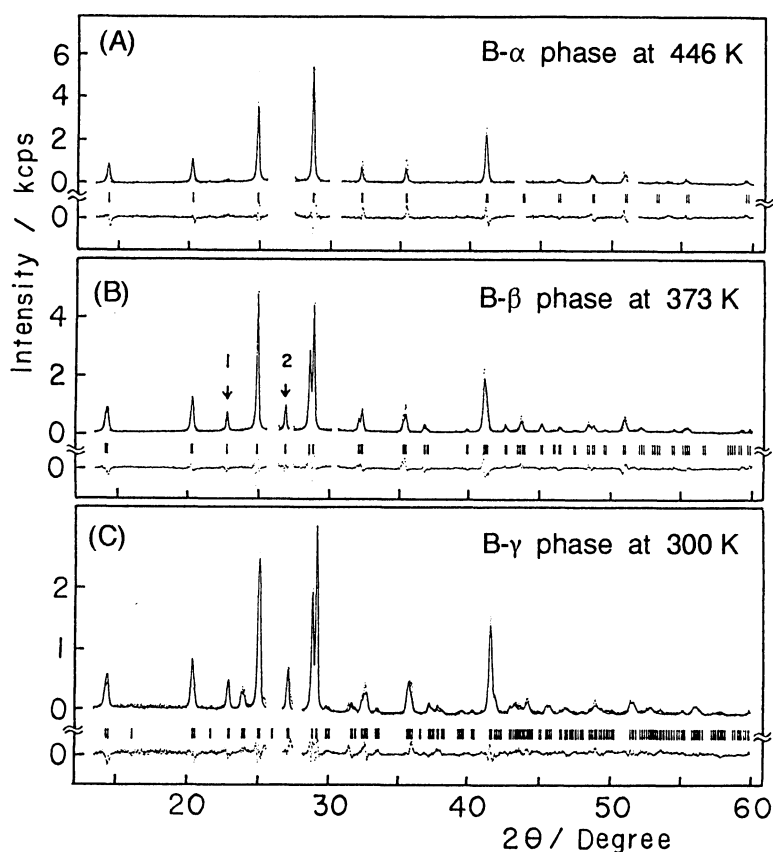 (A) B-α phase at 446 K
6
4
2
0
0
(B) B-β phase at 373 K
4
2
0
0
1 2
(C) B-γ phase at 300 K
2
1
0
0
Intensity / kcps
20 30 40 50 60
2θ / Degree